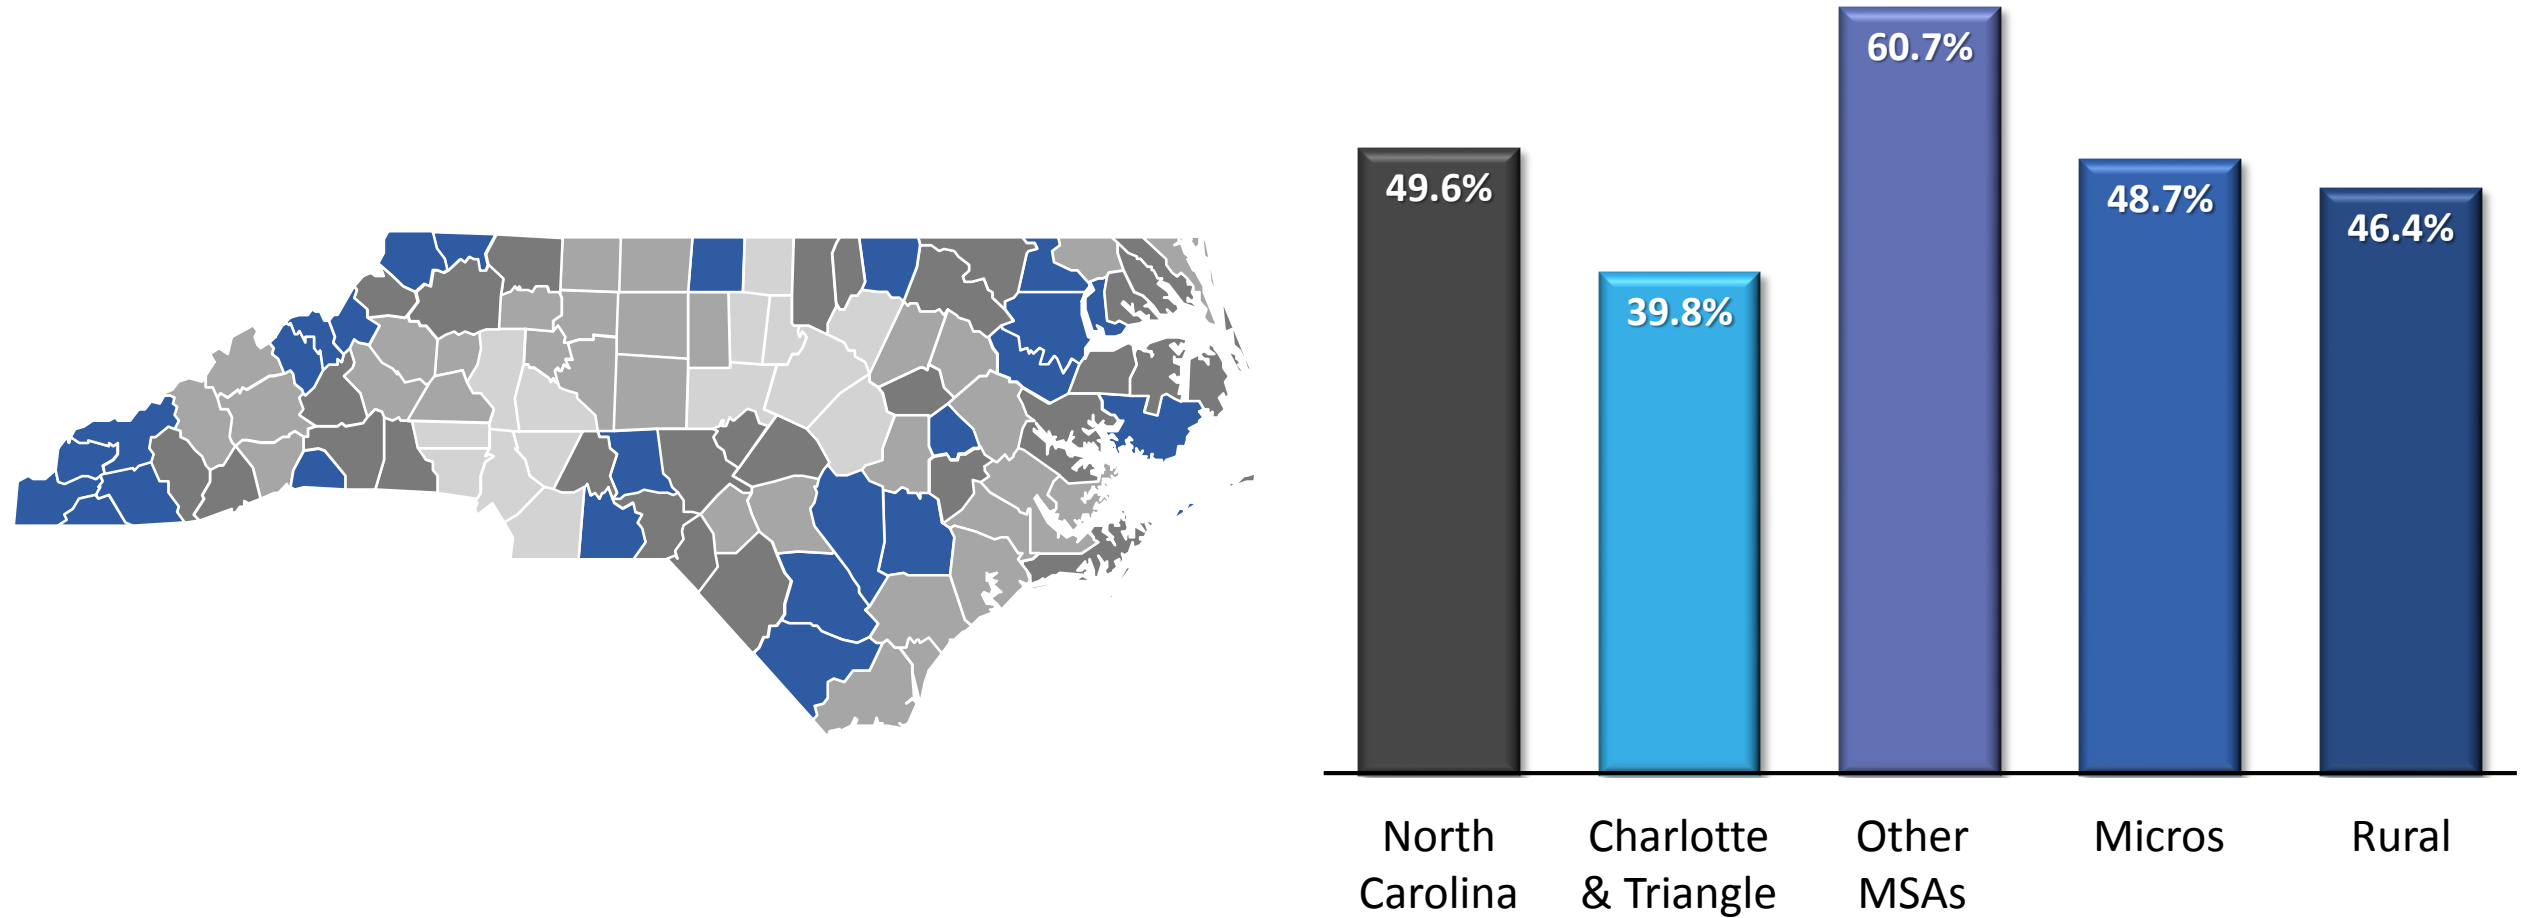 49.6%
39.8%
60.7%
48.7%
46.4%
North
Carolina
Charlotte
& Triangle
Other
MSAs
Micros
Rural